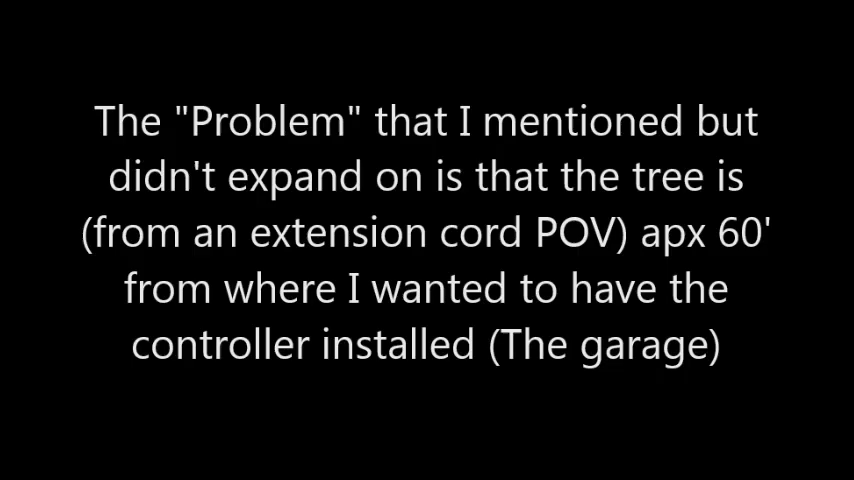 The "Problem" that I mentioned but
didn't expand on is that the tree is
(from an extension cord POV) apx 60'
from where I wanted to have the
controller installed (The garage)